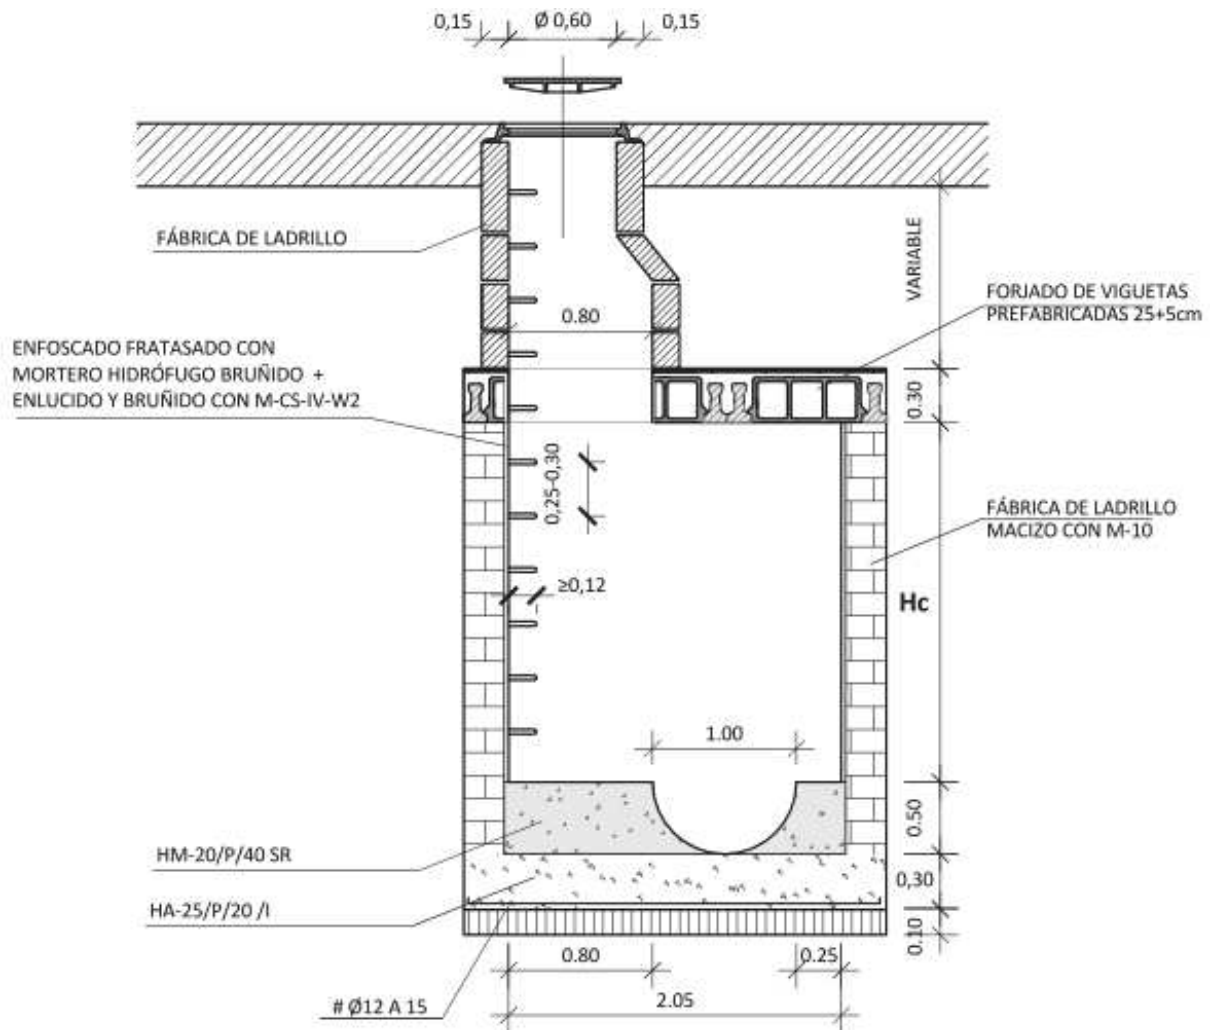 0,15
Ø 0,60
0,15
FÁBRICA DE LADRILLO
VARIABLE
FORJADO DE VIGUETAS
PREFABRICADAS 25+5cm
0.80
ENFOSCADO FRATASADO CON
MORTERO HIDRÓFUGO BRUÑIDO +
ENLUCIDO Y BRUÑIDO CON M-CS-IV-W2
0.30
0,25-0,30
FÁBRICA DE LADRILLO
MACIZO CON M-10
≥0,12
Hc
1.00
0.50
HM-20/P/40 SR
0,30
HA-25/P/20 /I
0.10
0.80
0.25
2.05
# Ø12 A 15